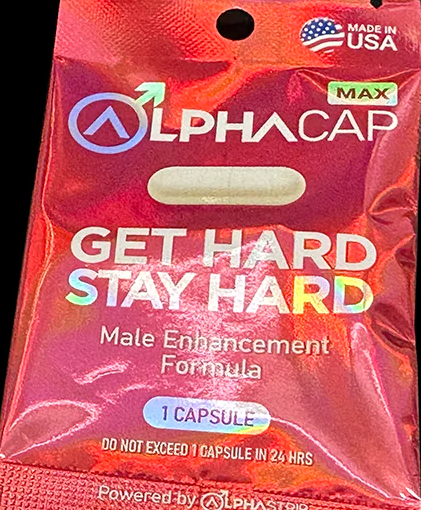 MADE IN
USA
MAX
ALPHACAP
GET HARD
STAY HARD
Male Enhancement
Formula
1 CAPSULE
DO NOT EXCEED 1 CAPSULE IN 24 HRS
Powered by ALPHASTRIP